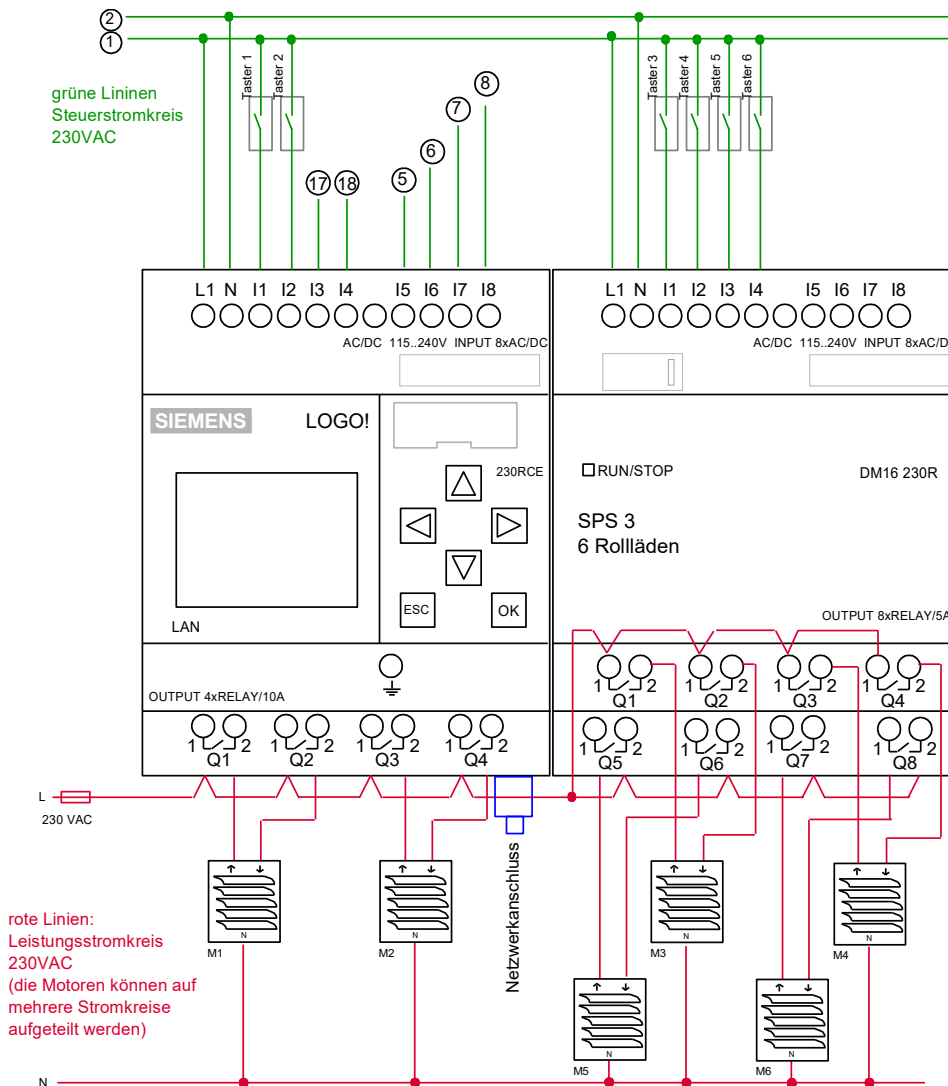 2
1
Taster 1
Taster 2
Taster 3
Taster 4
Taster 5
Taster 6
grüne Lininen
Steuerstromkreis
230VAC
17
18
5
6
7
8
L1 N I1 I2 I3 I4 I5 I6 I7 I8
AC/DC 115..240V INPUT 8xAC/DC
L1 N I1 I2 I3 I4 I5 I6 I7 I8
AC/DC 115..240V INPUT 8xAC/D
SIEMENS LOGO!
230RCE
ESC OK
LAN
RUN/STOP DM16 230R
SPS 3
6 Rollläden
OUTPUT 8xRELAY/5A
1 2 1 2 1 2 1 2
Q1 Q2 Q3 Q4
OUTPUT 4xRELAY/10A
1 2 1 2 1 2 1 2
Q1 Q2 Q3 Q4
1 2 1 2 1 2 1 2
Q5 Q6 Q7 Q8
L
230 VAC
Netzwerkanschluss
N
M1
N
M2
N
M3
N
M4
rote Linien:
Leistungsstromkreis
230VAC
(die Motoren können auf
mehrere Stromkreise
aufgeteilt werden)
N
M5
N
M6
N